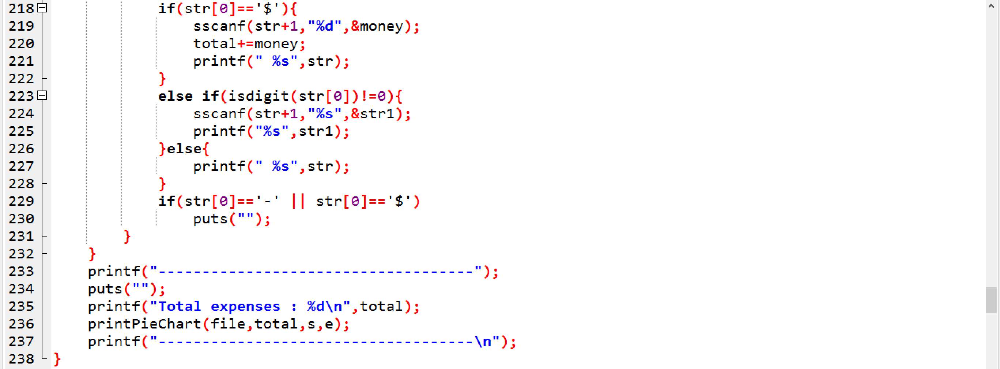 218 if(str[0]=='$'){
219 sscanf(str+1,"%d",&money);
220 total+=money;
221 printf(" %s",str);
222 }
223 else if(isdigit(str[0])!=0){
224 sscanf(str+1,"%s",&str1);
225 printf("%s",str1);
226 }else{
227 printf(" %s",str);
228 }
229 if(str[0]=='-' || str[0]=='$')
230 puts("");
231 }
232 }
233 printf("------------------------------------");
234 puts("");
235 printf("Total expenses : %d\n",total);
236 printPieChart(file,total,s,e);
237 printf("------------------------------------\n");
238 }